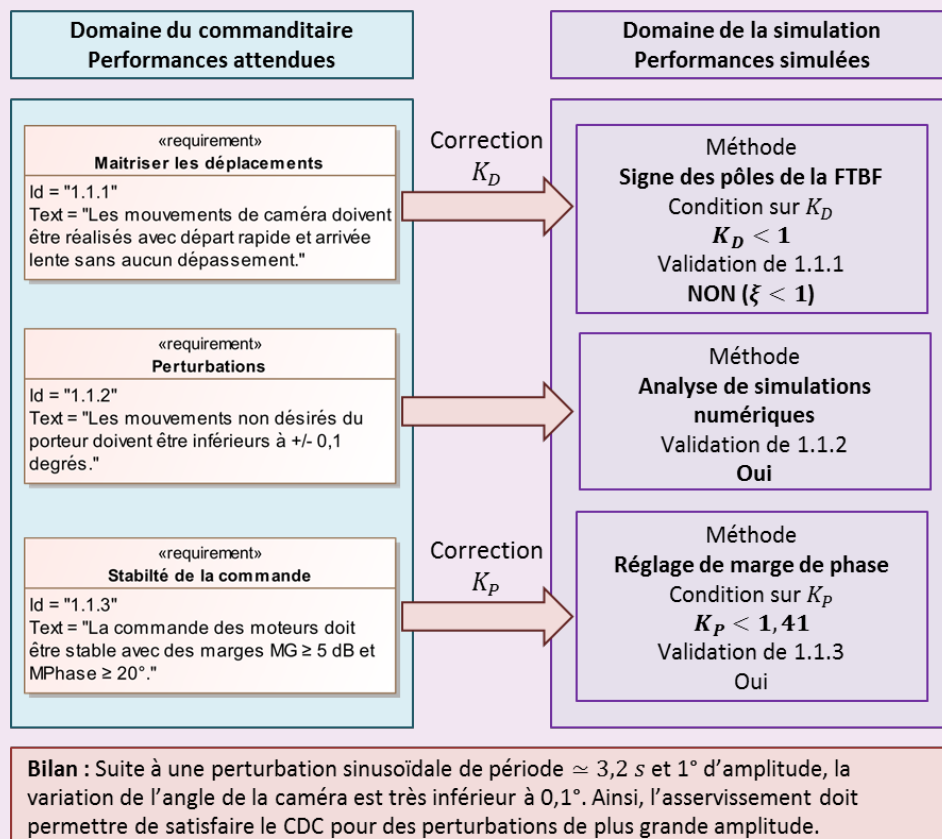 Domaine du commanditaire
Performances attendues
Domaine de la simulation
Performances simulées
«requirement»
Maitriser les déplacements
Id = "1.1.1"
Text = "Les mouvements de caméra doivent
être réalisés avec départ rapide et arrivée
lente sans aucun dépassement."
Correction
K_D
Méthode
Signe des pôles de la FTBF
Condition sur K_D
K_D < 1
Validation de 1.1.1
NON (ξ < 1)
«requirement»
Perturbations
Id = "1.1.2"
Text = "Les mouvements non désirés du
porteur doivent être inférieurs à +/- 0,1
degrés."
Méthode
Analyse de simulations
numériques
Validation de 1.1.2
Oui
«requirement»
Stabilté de la commande
Id = "1.1.3"
Text = "La commande des moteurs doit
être stable avec des marges MG ≥ 5 dB et
MPhase ≥ 20°."
Correction
K_P
Méthode
Réglage de marge de phase
Condition sur K_P
K_P < 1,41
Validation de 1.1.3
Oui
Bilan : Suite à une perturbation sinusoïdale de période ≃ 3,2 s et 1° d’amplitude, la
variation de l’angle de la caméra est très inférieur à 0,1°. Ainsi, l’asservissement doit
permettre de satisfaire le CDC pour des perturbations de plus grande amplitude.